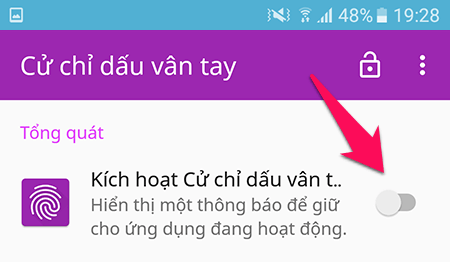 48% 19:28
Cử chỉ dấu vân tay
Tổng quát
Kích hoạt Cử chỉ dấu vân t..
Hiển thị một thông báo để giữ
cho ứng dụng đang hoạt động.